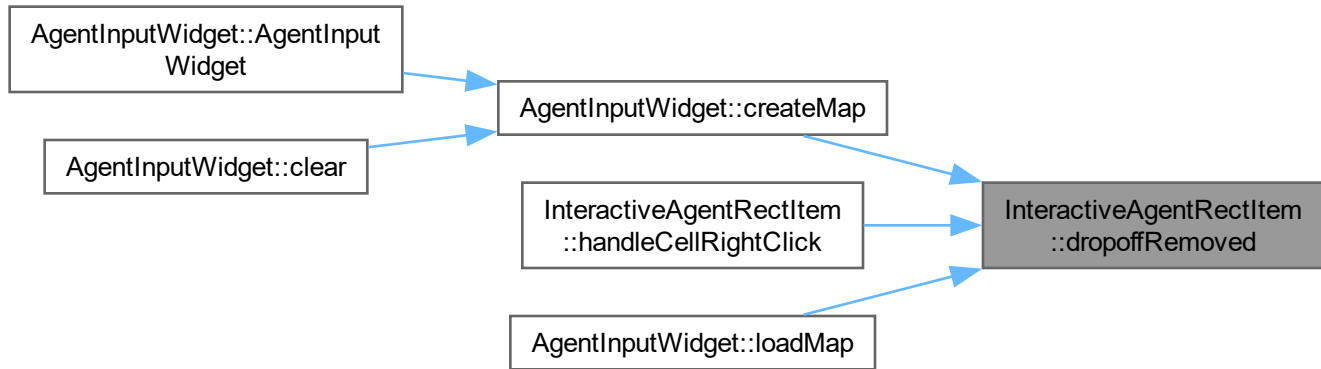 AgentInputWidget::AgentInput
Widget
AgentInputWidget::createMap
AgentInputWidget::clear
InteractiveAgentRectItem
::handleCellRightClick
InteractiveAgentRectItem
::dropoffRemoved
AgentInputWidget::loadMap